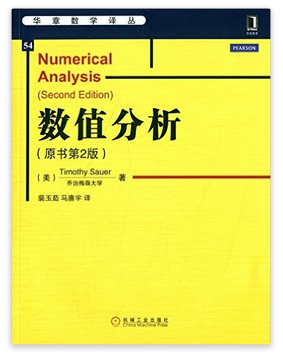 华章数学译丛
54
PEARSON
Numerical
Analysis
(Second Edition)
数值分析
(原书第2版)
(美) Timothy Sauer 著
乔治梅森大学
裴玉茹 马赓宇 译
机械工业出版社
China Machine Press